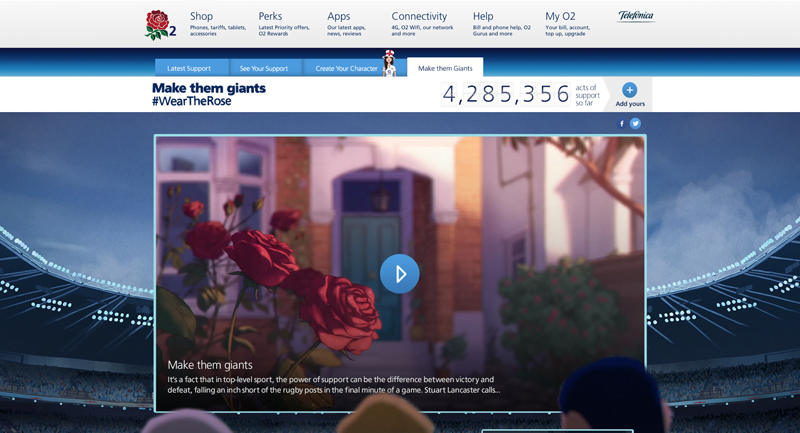 2
Shop
Phones, tariffs, tablets,
accessories
Perks
Latest Priority offers,
O2 Rewards
Apps
Our latest apps,
news, reviews
Connectivity
4G, O2 Wifi, our network
and more
Help
Bill and phone help, O2
Gurus and more
My O2
Your bill, account,
top up, upgrade
Telefónica
Latest Support
See Your Support
Create Your Character
Make them Giants
Make them giants
#WearTheRose
4,285,356
acts of
support
so far
Add yours
Make them giants
It's a fact that in top-level sport, the power of support can be the difference between victory and
defeat, falling an inch short of the rugby posts in the final minute of a game. Stuart Lancaster calls...